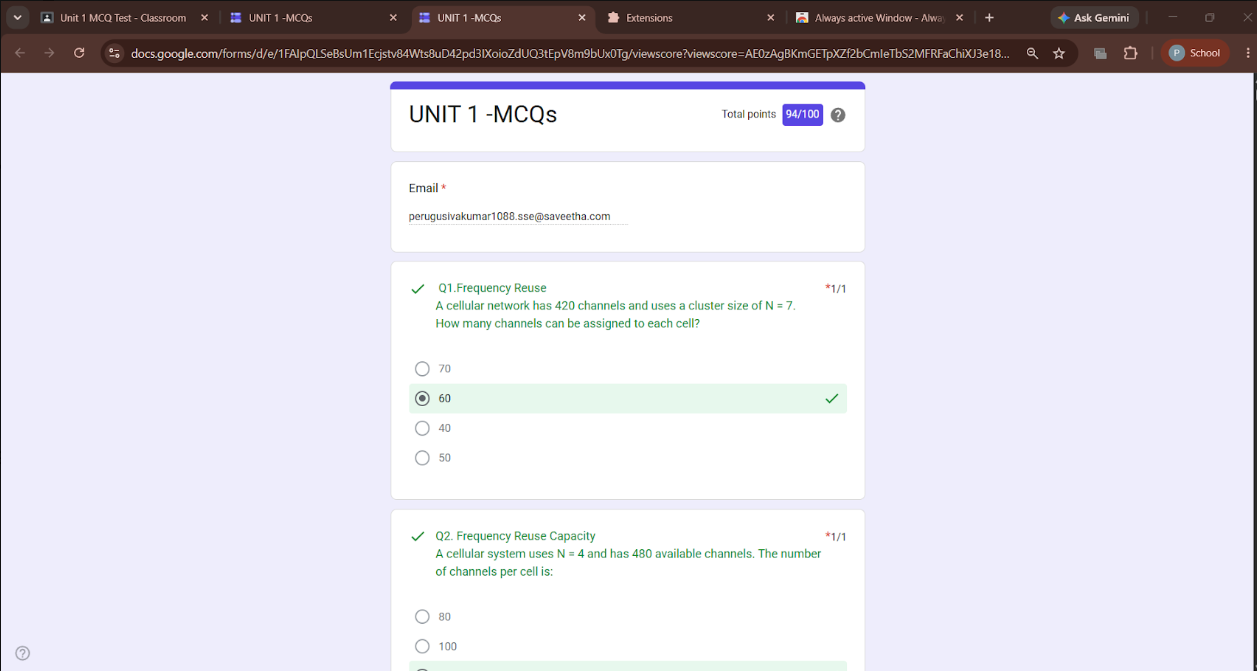 Unit 1 MCQ Test - Classroom
UNIT 1 -MCQs
UNIT 1 -MCQs
Extensions
Always active Window - Alway
Ask Gemini
docs.google.com/forms/d/e/1FAIpQLSeBsUm1Ecjstv84Wts8uD42pd3IXoioZdUQ3tEpV8m9bUx0Tg/viewscore?viewscore=AE0zAgBKmGETpXZf2bCmIeTbS2MFRFaChiXJ3e18...
P School
UNIT 1 -MCQs
Total points 94/100 ?
Email *
perugusivakumar1088.sse@saveetha.com
Q1.Frequency Reuse *1/1
A cellular network has 420 channels and uses a cluster size of N = 7.
How many channels can be assigned to each cell?
70
60
40
50
Q2. Frequency Reuse Capacity *1/1
A cellular system uses N = 4 and has 480 available channels. The number
of channels per cell is:
80
100